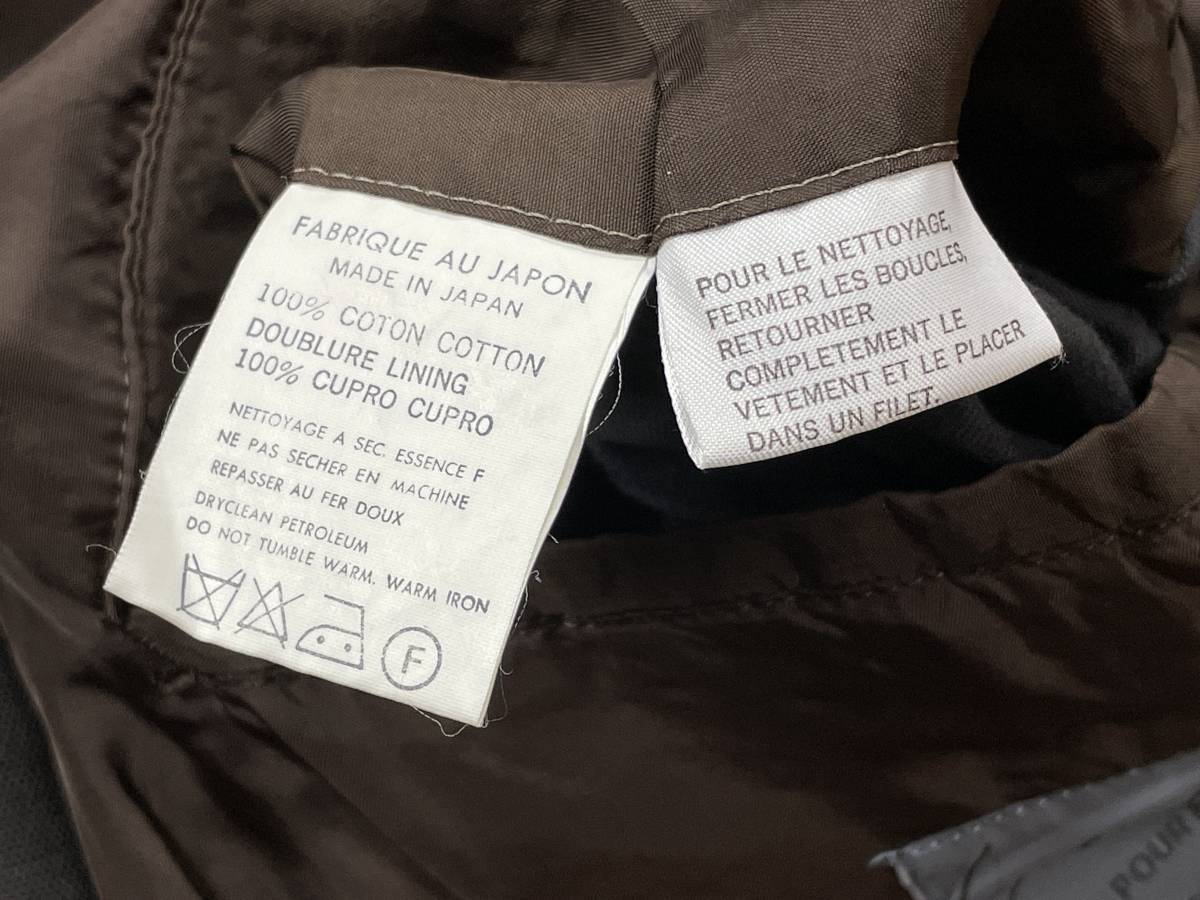 FABRIQUE AU JAPON
MADE IN JAPAN
100% COTON COTTON
DOUBLURE LINING
100% CUPRO CUPRO
NETTOYAGE A SEC. ESSENCE F
NE PAS SECHER EN MACHINE
REPASSER AU FER DOUX
DRYCLEAN PETROLEUM
DO NOT TUMBLE WARM. WARM IRON
F
POUR LE NETTOYAGE,
FERMER LES BOUCLES,
RETOURNER
COMPLETEMENT LE
VETEMENT ET LE PLACER
DANS UN FILET.
POUR